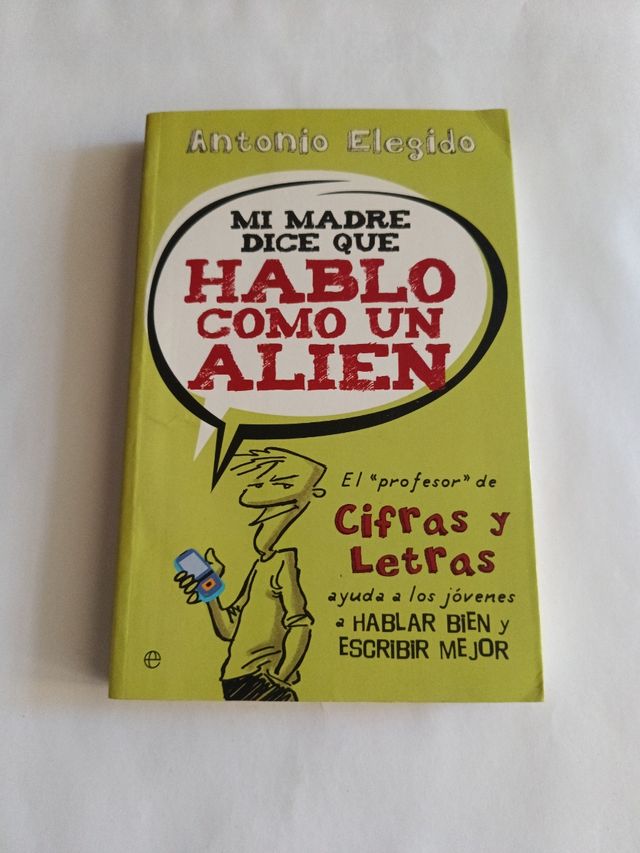 Antonio Elegido
MI MADRE
DICE QUE
HABLO
COMO UN
ALIEN
El "profesor" de
Cifras y
Letras
ayuda a los jóvenes
a HABLAR BIEN y
ESCRIBIR MEJOR
e